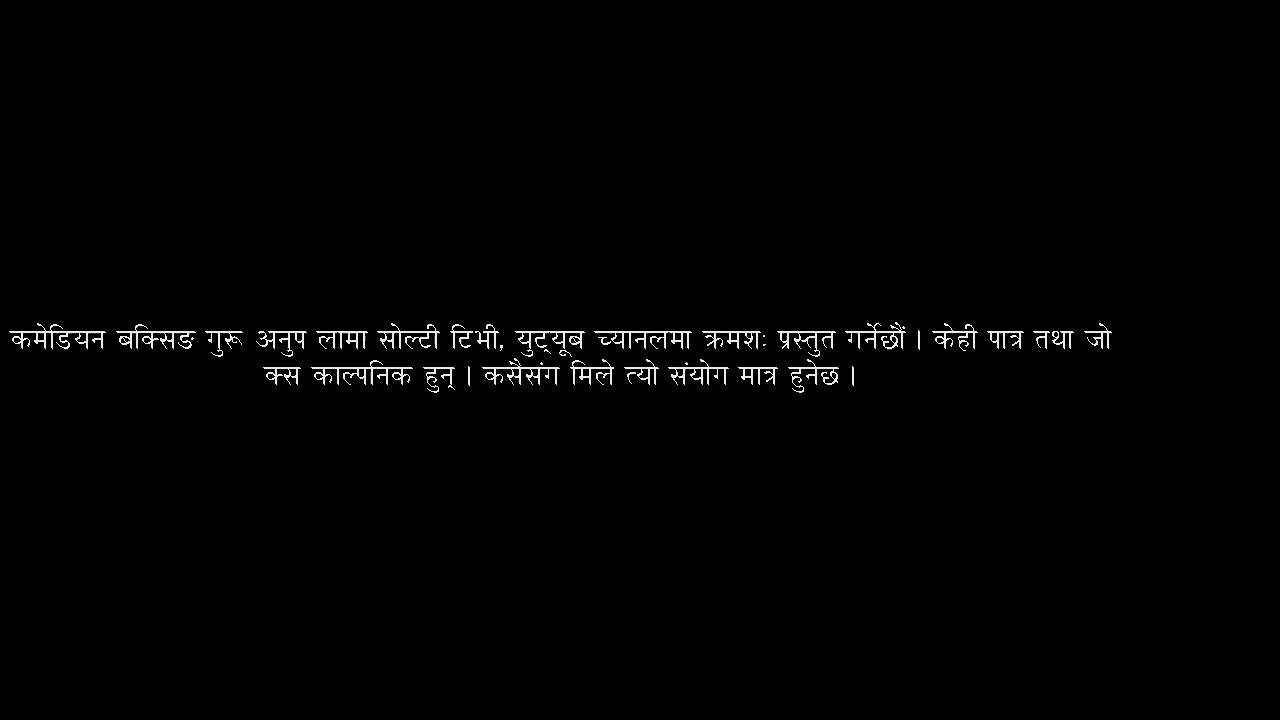 कमेडियन बक्सिङ गुरू अनुप लामा सोल्टी टिभी, युट्यूब च्यानलमा क्रमशः प्रस्तुत गर्नेछौं । केही पात्र तथा जो
क्स काल्पनिक हुन् । कसैसंग मिले त्यो संयोग मात्र हुनेछ ।